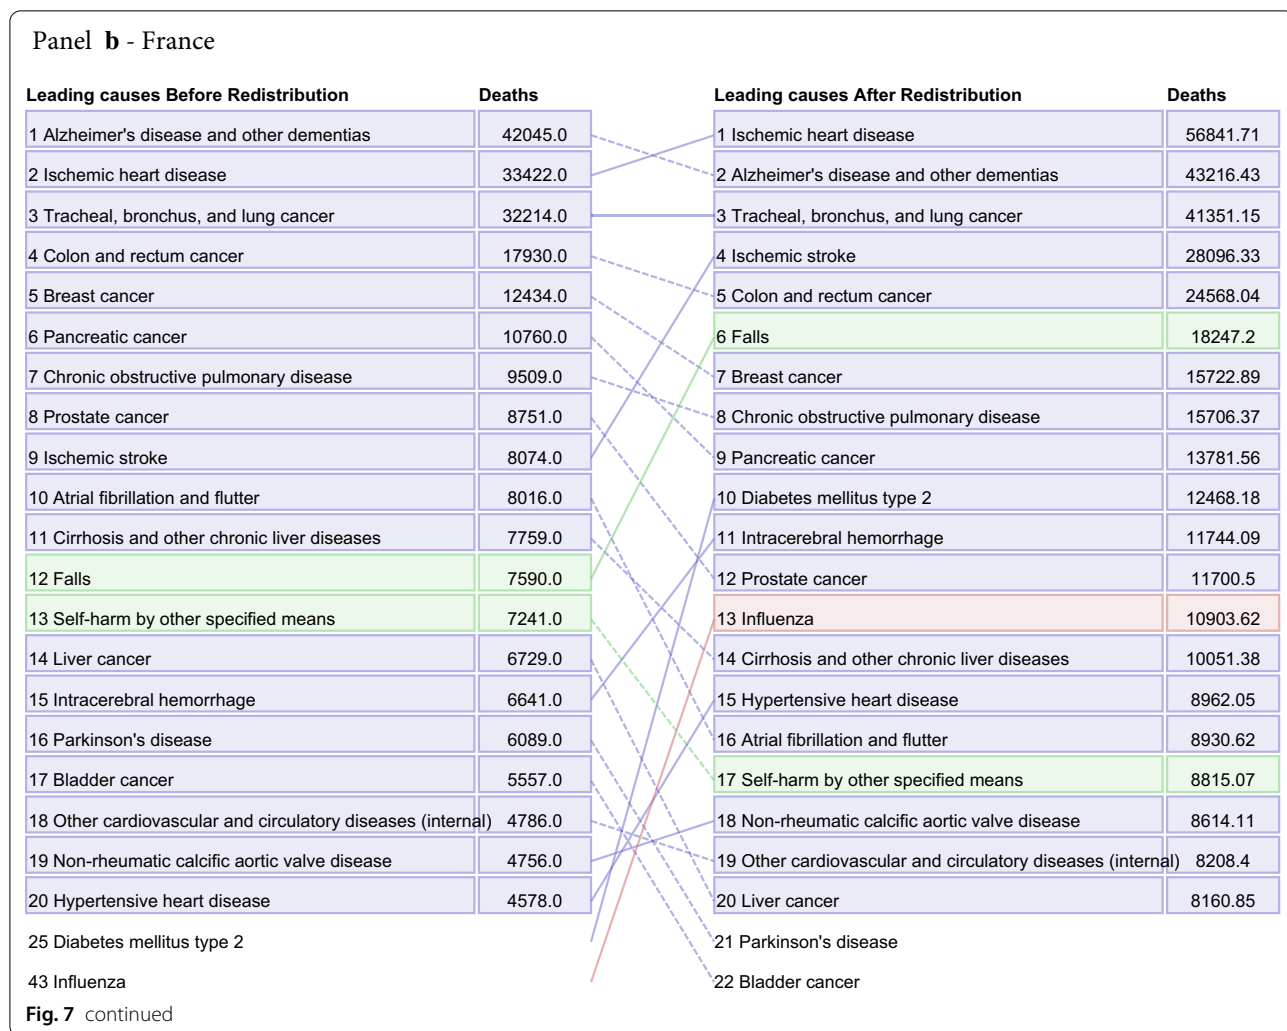 Panel b - France
Leading causes Before Redistribution Deaths Leading causes After Redistribution Deaths
1 Alzheimer's disease and other dementias 42045.0 1 Ischemic heart disease 56841.71
2 Ischemic heart disease 33422.0 2 Alzheimer's disease and other dementias 43216.43
3 Tracheal, bronchus, and lung cancer 32214.0 3 Tracheal, bronchus, and lung cancer 41351.15
4 Colon and rectum cancer 17930.0 4 Ischemic stroke 28096.33
5 Breast cancer 12434.0 5 Colon and rectum cancer 24568.04
6 Pancreatic cancer 10760.0 6 Falls 18247.2
7 Chronic obstructive pulmonary disease 9509.0 7 Breast cancer 15722.89
8 Prostate cancer 8751.0 8 Chronic obstructive pulmonary disease 15706.37
9 Ischemic stroke 8074.0 9 Pancreatic cancer 13781.56
10 Atrial fibrillation and flutter 8016.0 10 Diabetes mellitus type 2 12468.18
11 Cirrhosis and other chronic liver diseases 7759.0 11 Intracerebral hemorrhage 11744.09
12 Falls 7590.0 12 Prostate cancer 11700.5
13 Self-harm by other specified means 7241.0 13 Influenza 10903.62
14 Liver cancer 6729.0 14 Cirrhosis and other chronic liver diseases 10051.38
15 Intracerebral hemorrhage 6641.0 15 Hypertensive heart disease 8962.05
16 Parkinson's disease 6089.0 16 Atrial fibrillation and flutter 8930.62
17 Bladder cancer 5557.0 17 Self-harm by other specified means 8815.07
18 Other cardiovascular and circulatory diseases (internal) 4786.0 18 Non-rheumatic calcific aortic valve disease 8614.11
19 Non-rheumatic calcific aortic valve disease 4756.0 19 Other cardiovascular and circulatory diseases (internal) 8208.4
20 Hypertensive heart disease 4578.0 20 Liver cancer 8160.85
25 Diabetes mellitus type 2 21 Parkinson's disease
43 Influenza 22 Bladder cancer
Fig. 7 continued